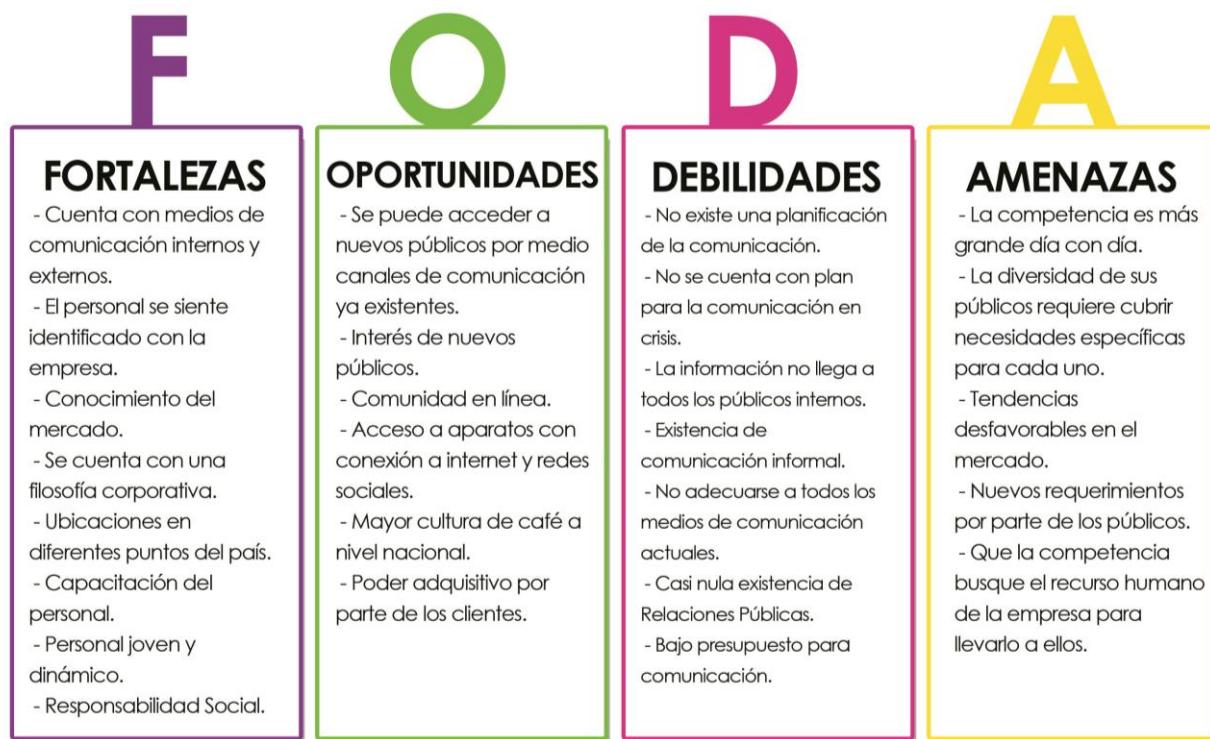 F
FORTALEZAS
- Cuenta con medios de
comunicación internos y
externos.
- El personal se siente
identificado con la
empresa.
- Conocimiento del
mercado.
- Se cuenta con una
filosofía corporativa.
- Ubicaciones en
diferentes puntos del país.
- Capacitación del
personal.
- Personal joven y
dinámico.
- Responsabilidad Social.
O
OPORTUNIDADES
- Se puede acceder a
nuevos públicos por medio
canales de comunicación
ya existentes.
- Interés de nuevos
públicos.
- Comunidad en línea.
- Acceso a aparatos con
conexión a internet y redes
sociales.
- Mayor cultura de café a
nivel nacional.
- Poder adquisitivo por
parte de los clientes.
D
DEBILIDADES
- No existe una planificación
de la comunicación.
- No se cuenta con plan
para la comunicación en
crisis.
- La información no llega a
todos los públicos internos.
- Existencia de
comunicación informal.
- No adecuarse a todos los
medios de comunicación
actuales.
- Casi nula existencia de
Relaciones Públicas.
- Bajo presupuesto para
comunicación.
A
AMENAZAS
- La competencia es más
grande día con día.
- La diversidad de sus
públicos requiere cubrir
necesidades específicas
para cada uno.
- Tendencias
desfavorables en el
mercado.
- Nuevos requerimientos
por parte de los públicos.
- Que la competencia
busque el recurso humano
de la empresa para
llevarlo a ellos.